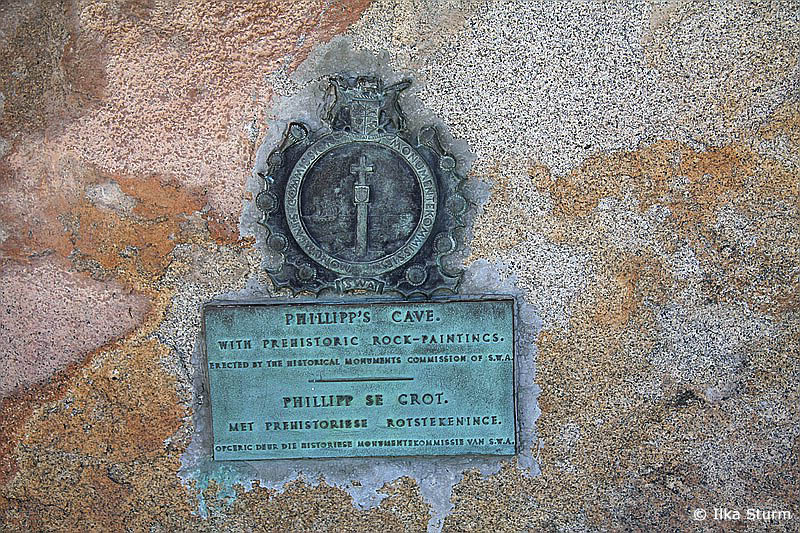 MONUMENTEKOMMISSIE
S.W.A.
PHILLIPP'S CAVE.
WITH PREHISTORIC ROCK-PAINTINGS.
ERECTED BY THE HISTORICAL MONUMENTS COMMISSION OF S.W.A.
PHILLIPP SE GROT.
MET PREHISTORIESE ROTSTEKENINGE.
OPGERIG DEUR DIE HISTORIESE MONUMENTEKOMMISSIE VAN S.W.A.
© Ilka Sturm